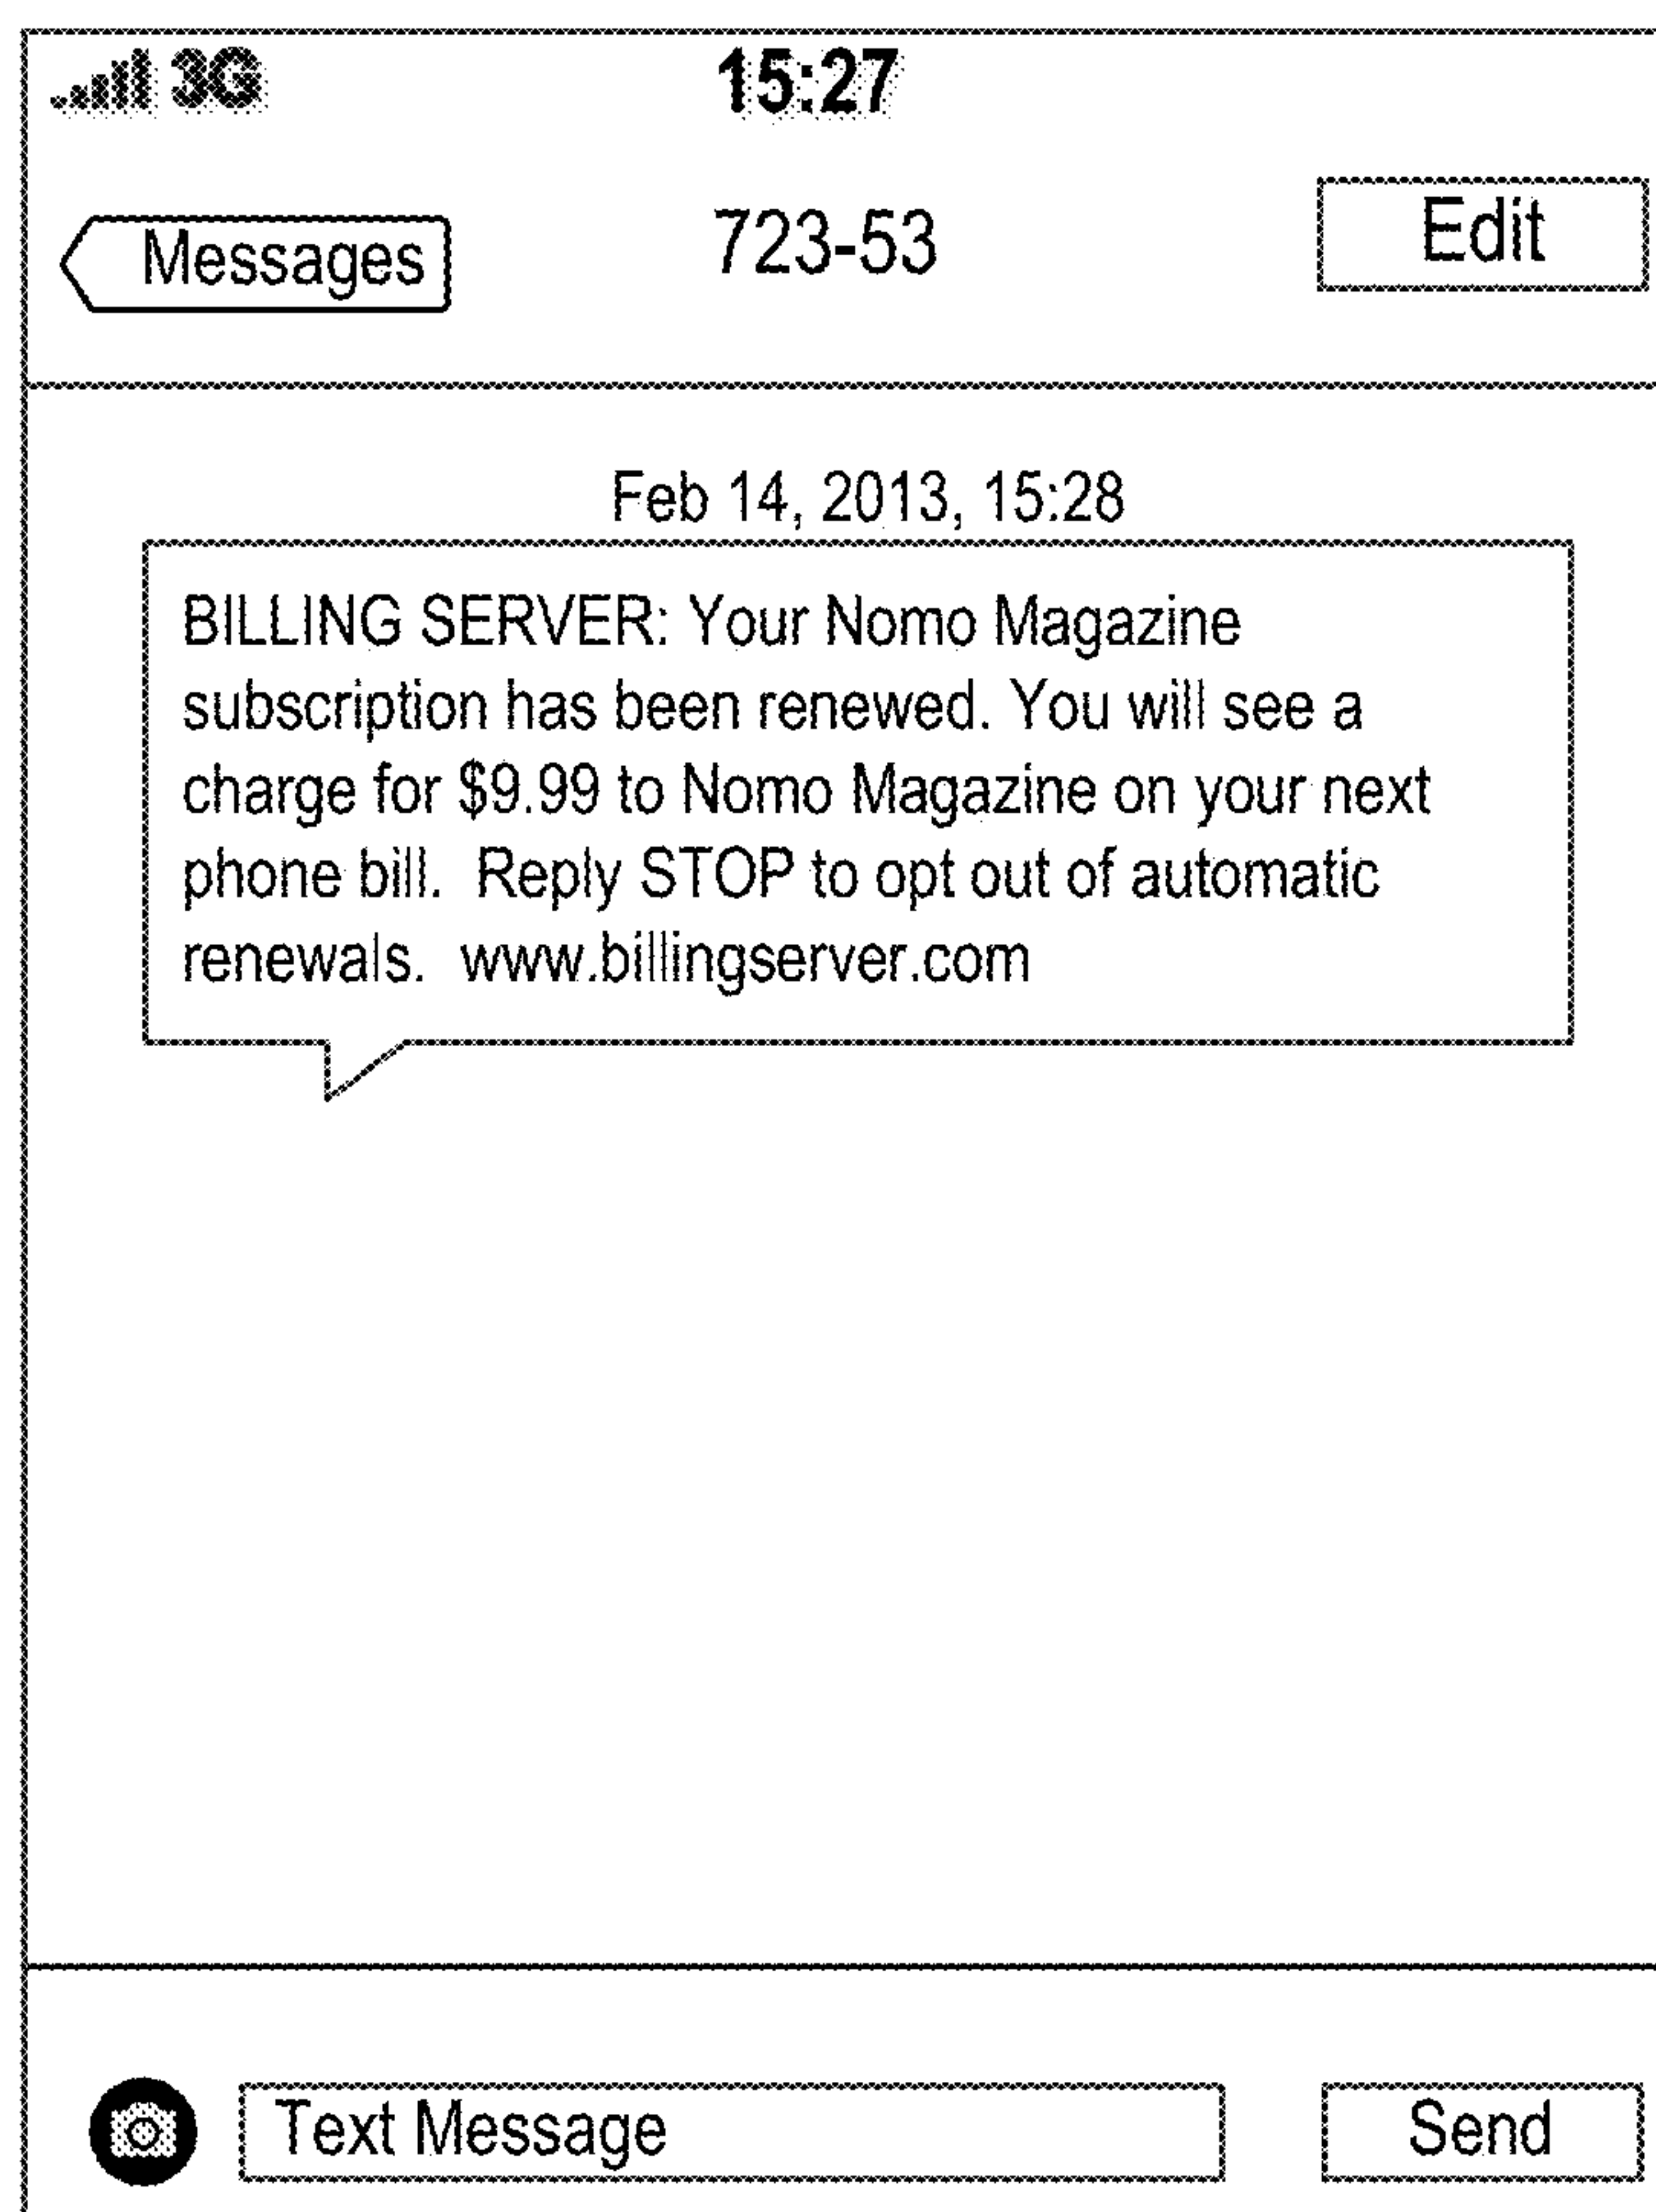 3G 15:27
Messages 723-53 Edit
Feb 14, 2013, 15:28
BILLING SERVER: Your Nomo Magazine
subscription has been renewed. You will see a
charge for $9.99 to Nomo Magazine on your next
phone bill. Reply STOP to opt out of automatic
renewals. www.billingserver.com
Text Message Send